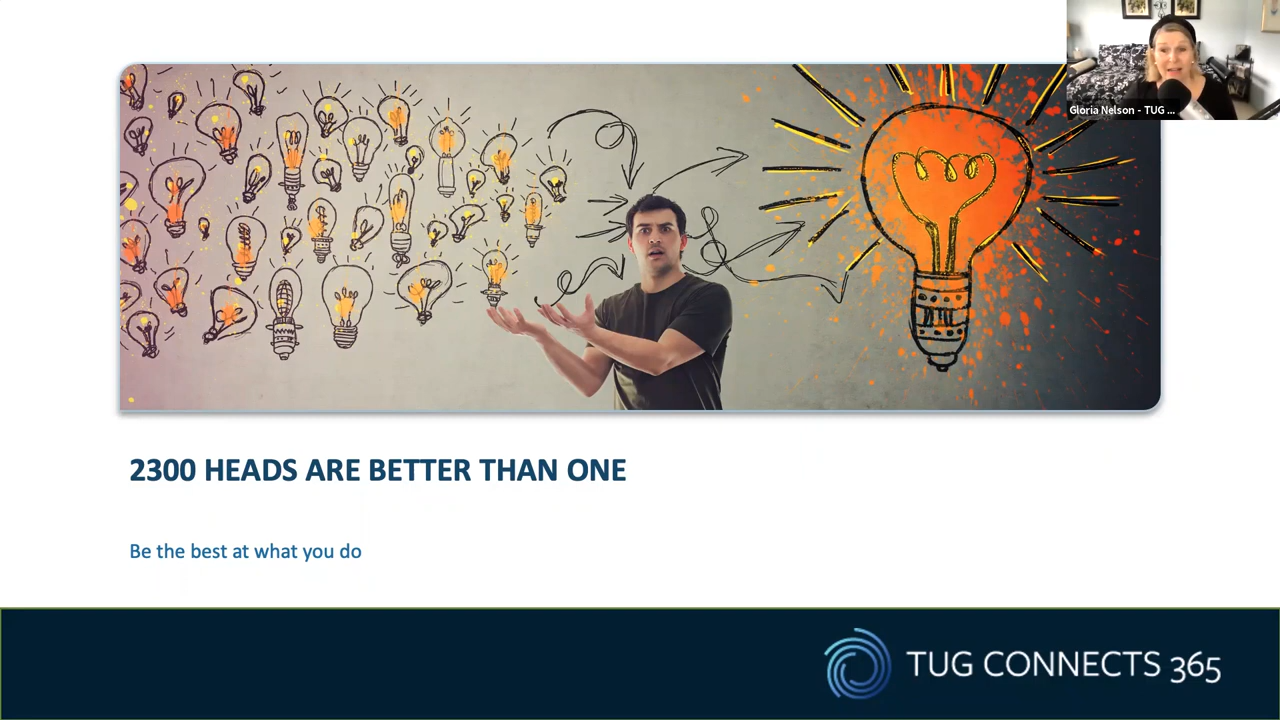 Gloria Nelson - TUG ...
2300 HEADS ARE BETTER THAN ONE
Be the best at what you do
TUG CONNECTS 365